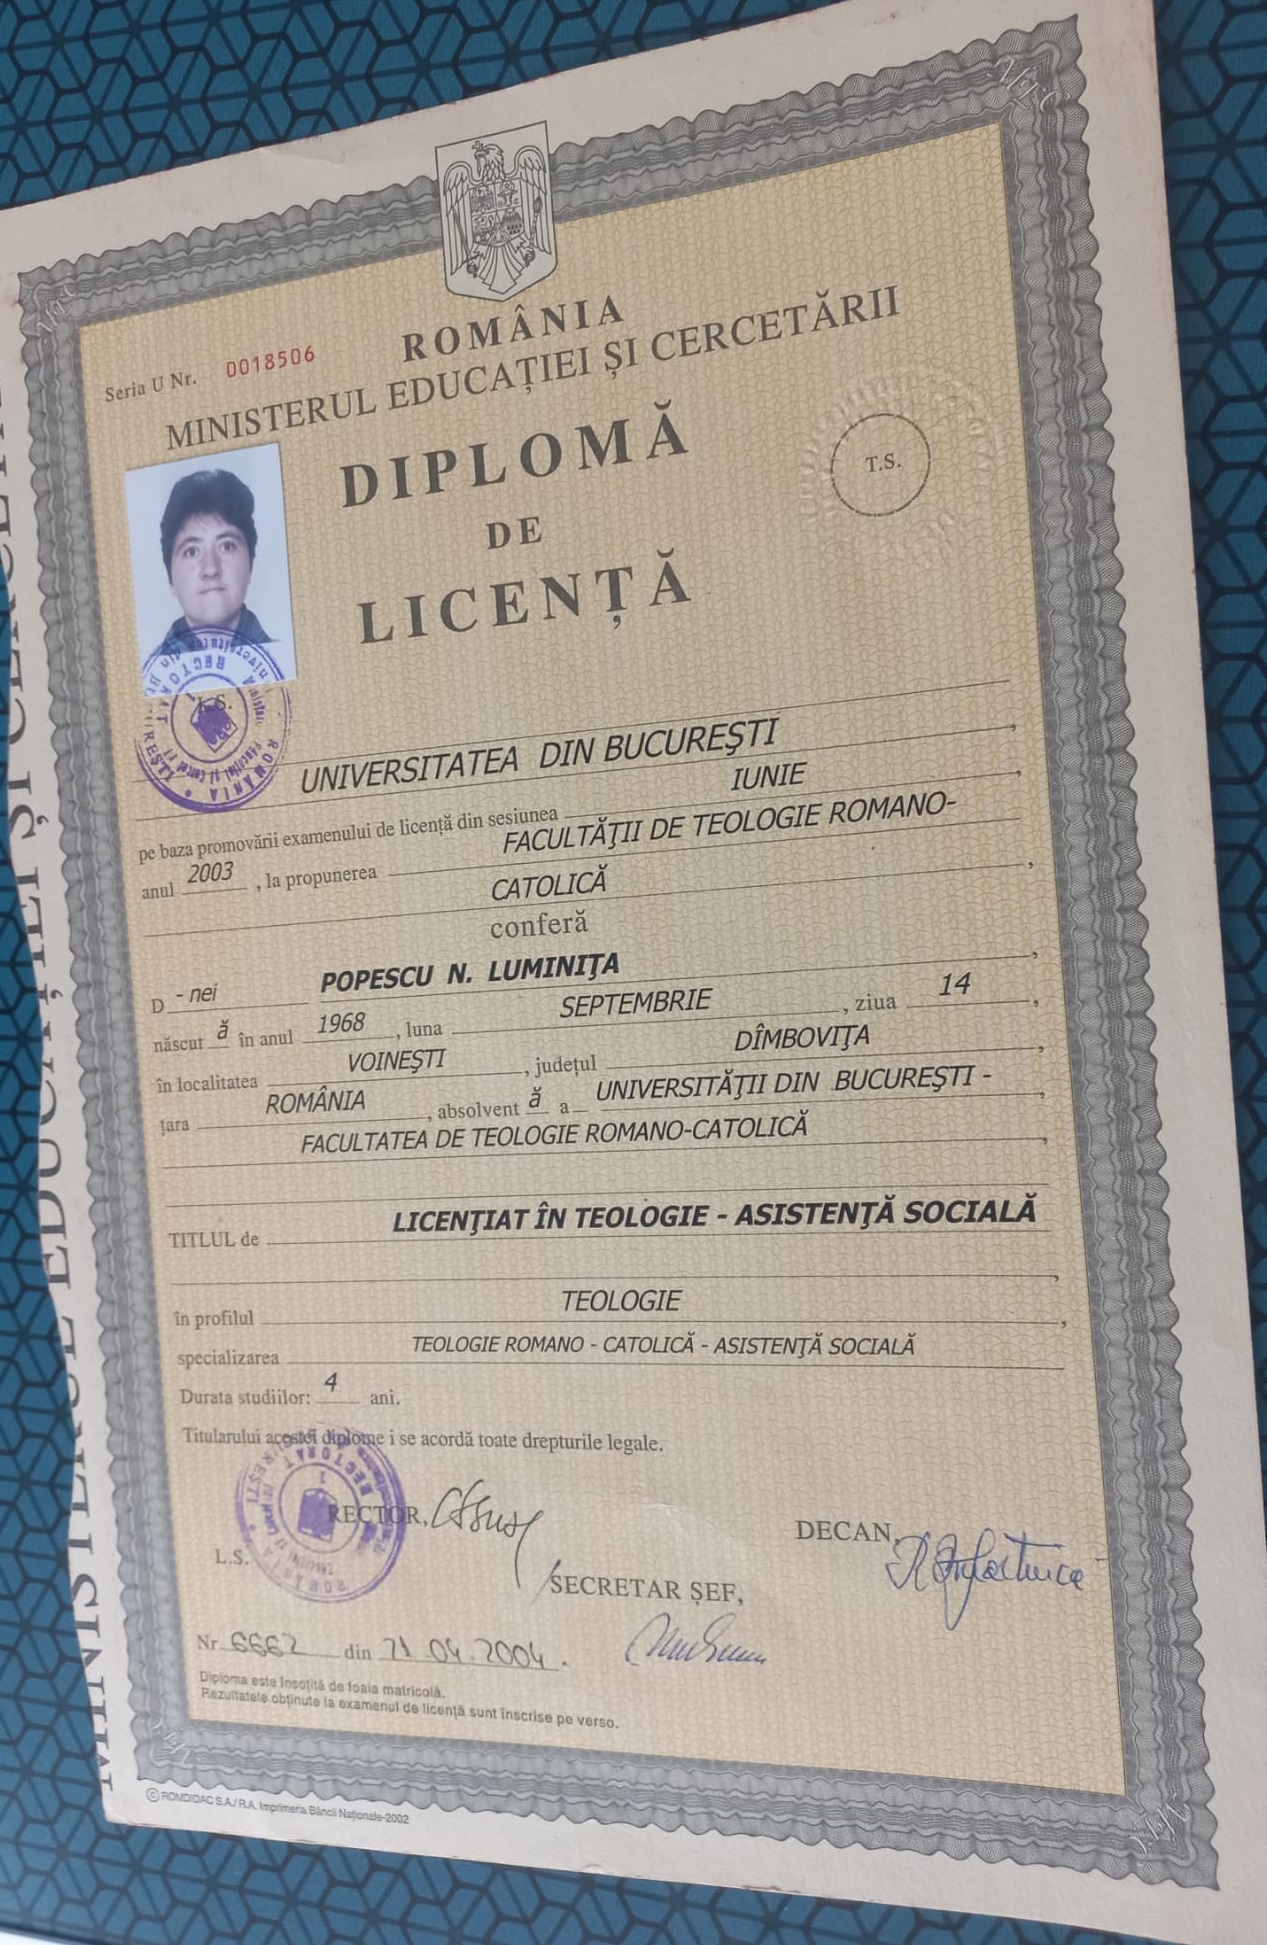 ROMÂNIA
Seria U Nr. 0018506
MINISTERUL EDUCAȚIEI ȘI CERCETĂRII
DIPLOMĂ
DE
LICENȚĂ
T.S.
L.S.
UNIVERSITATEA DIN BUCUREŞTI
pe baza promovării examenului de licență din sesiunea IUNIE
anul 2003, la propunerea FACULTĂŢII DE TEOLOGIE ROMANO-
CATOLICĂ,
conferă
D-nei POPESCU N. LUMINIŢA,
născut ă în anul 1968, luna SEPTEMBRIE, ziua 14,
în localitatea VOINEŞTI, județul DÎMBOVIŢA,
țara ROMÂNIA, absolvent ă a UNIVERSITĂŢII DIN BUCUREŞTI -,
FACULTATEA DE TEOLOGIE ROMANO-CATOLICĂ,
TITLUL de LICENŢIAT ÎN TEOLOGIE - ASISTENŢĂ SOCIALĂ,
în profilul TEOLOGIE,
specializarea TEOLOGIE ROMANO - CATOLICĂ - ASISTENŢĂ SOCIALĂ
Durata studiilor: 4 ani.
Titularului acestei diplome i se acordă toate drepturile legale.
RECTOR,
DECAN,
L.S.
SECRETAR ȘEF,
Nr. 6662 din 21.04.2004.
Diploma este însoțită de foaia matricolă.
Rezultatele obținute la examenul de licență sunt înscrise pe verso.
© ROMDIDAC S.A./ R.A. Imprimeria Băncii Naționale-2002